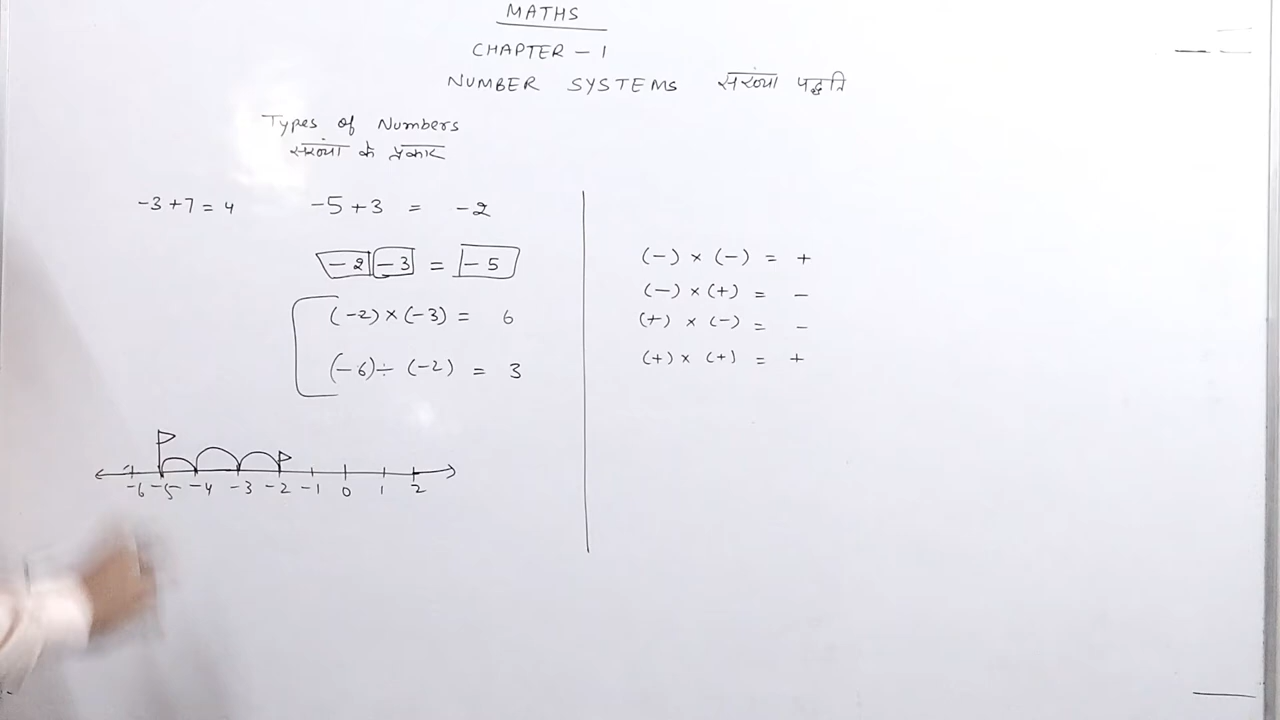 MATHS
CHAPTER - 1
NUMBER SYSTEMS संख्या पद्धति
Types of Numbers
संख्या के प्रकार
-3+7=4 -5+3 = -2
-2 -3 = -5
(-2)×(-3) = 6
(-6)÷(-2) = 3
-6 -5 -4 -3 -2 -1 0 1 2
(-) × (-) = +
(-) × (+) = -
(+) × (-) = -
(+) × (+) = +